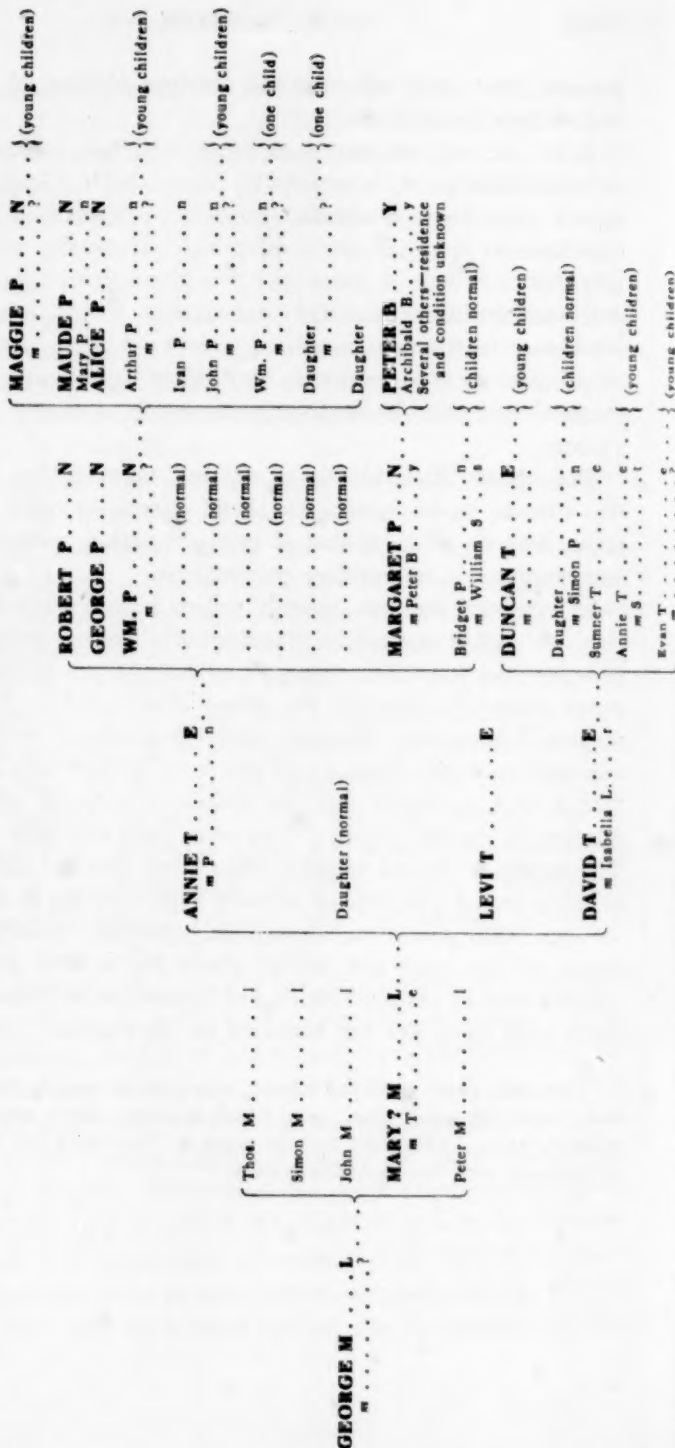 GEORGE M . . . . . . L
m . . . . . . . . ?
Thos. M . . . . . . l
Simon M . . . . . . l
John M . . . . . . l
MARY ? M . . . . . L
m T . . . . . . e
Peter M . . . . . . l
ANNIE T . . . . . E
m P . . . . . . n
Daughter (normal)
LEVI T . . . . . . E
DAVID T . . . . . . E
m Isabella L . . . . r
ROBERT P . . . . N
GEORGE P . . . . N
WM. P . . . . . . N
m . . . . . . . ?
. . . . . . . (normal)
. . . . . . . (normal)
. . . . . . . (normal)
. . . . . . . (normal)
. . . . . . . (normal)
. . . . . . . (normal)
MARGARET P . . . N
m Peter B . . . . . . y
Bridget P . . . . . . n
m William S . . . . s
(children normal)
DUNCAN T . . . . E
m
(young children)
Daughter
m Simon P . . . . . n
(children normal)
Sumner T . . . . . e
Annie T . . . . . . e
m S . . . . . . . t
(young children)
Evan T . . . . . . e
m . . . . . . . ?
(young children)
MAGGIE P . . . . N
m . . . . . . . ?
(young children)
MAUDE P . . . . . N
Mary P . . . . . . n
ALICE P . . . . . N
Arthur P . . . . . n
m . . . . . . . ?
(young children)
Ivan P . . . . . . n
John P . . . . . . n
m . . . . . . . ?
(young children)
Wm. P . . . . . . n
m . . . . . . . ?
(one child)
Daughter . . . . .
m . . . . . . . ?
(one child)
Daughter
PETER B . . . . . Y
Archibald B . . . . y
Several others—residence
and condition unknown